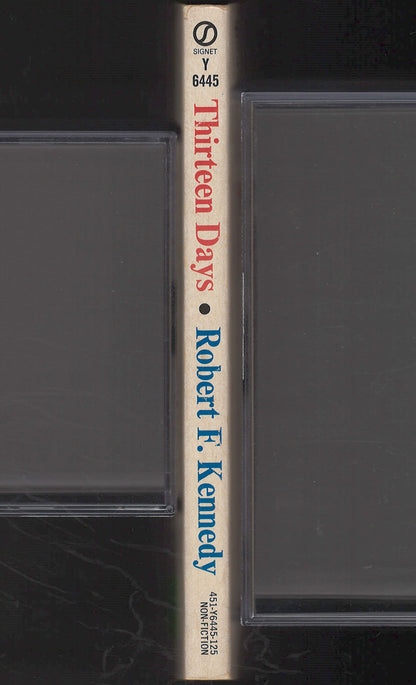 SIGNET
Y
6445
Thirteen Days • Robert F. Kennedy
451-Y6445-125
NON-FICTION